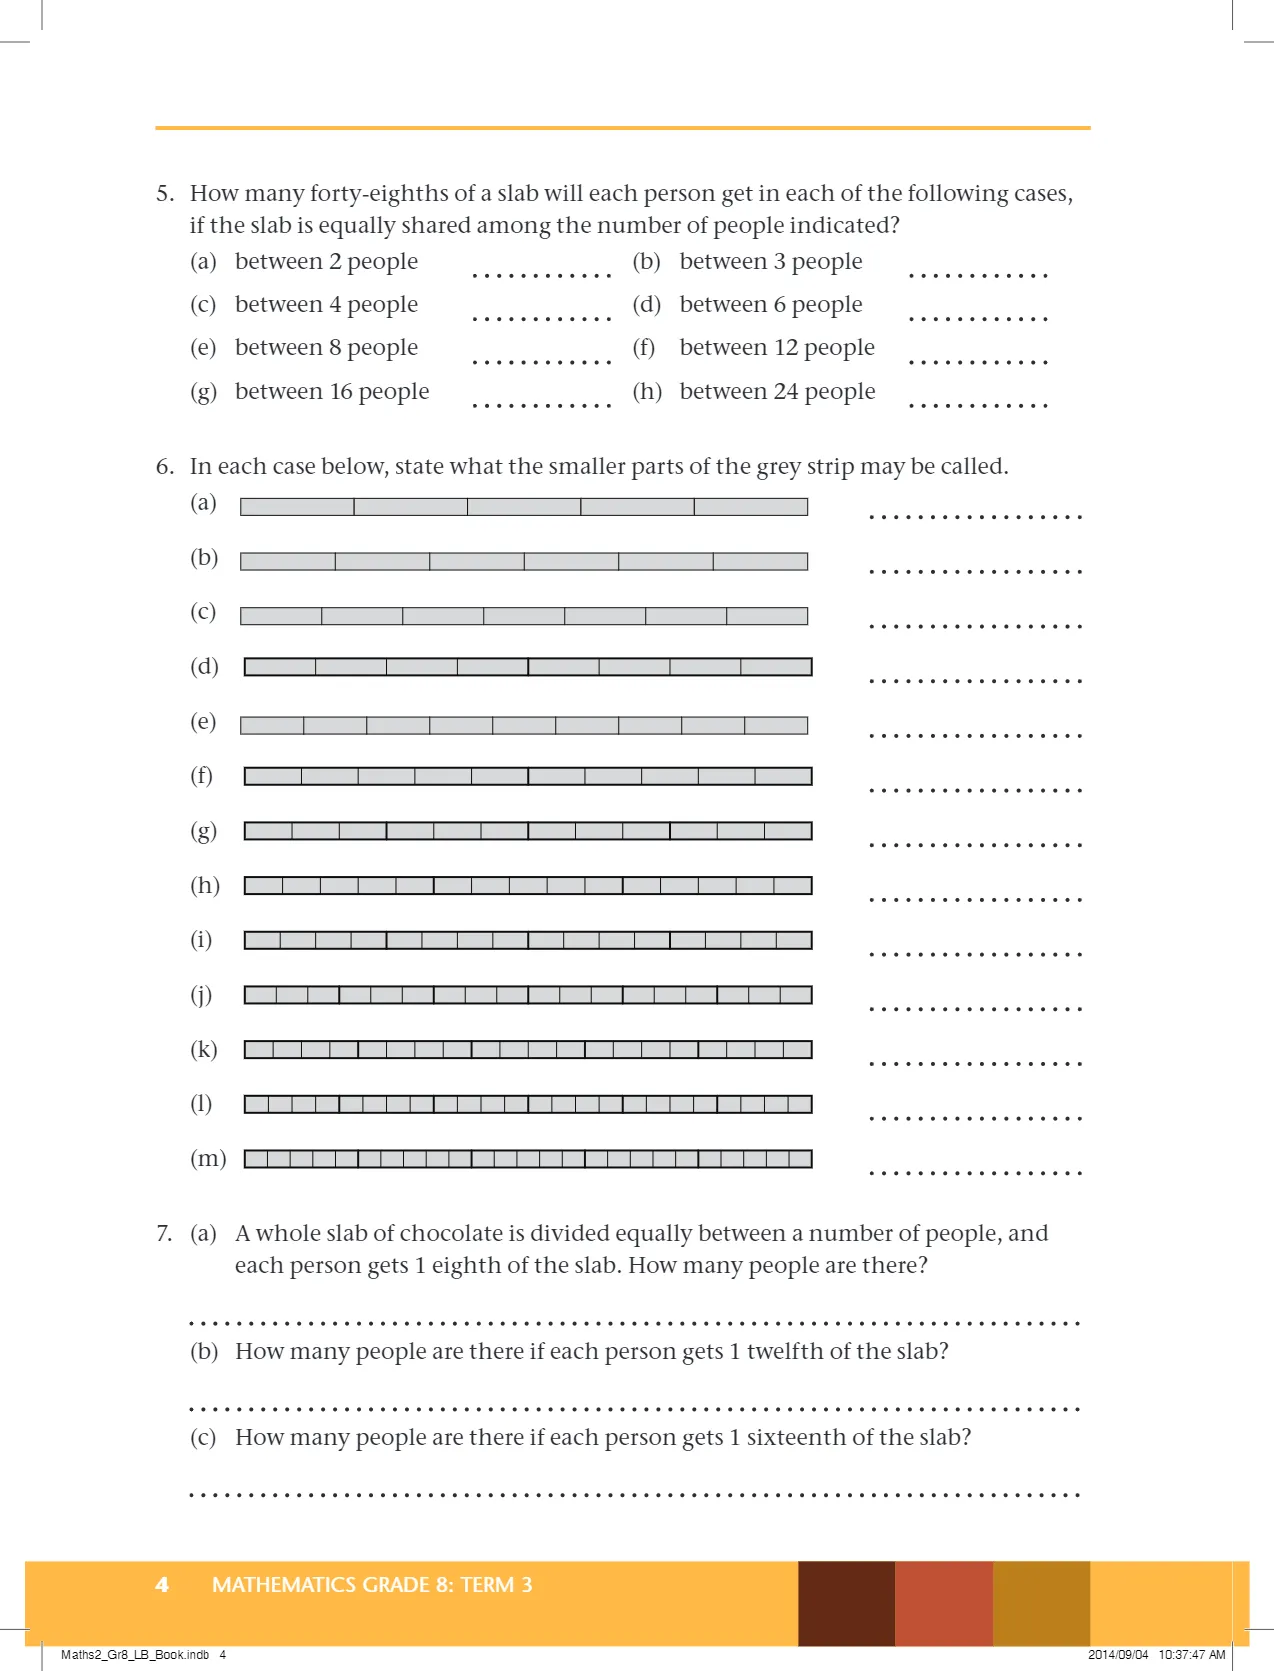 5. How many forty-eighths of a slab will each person get in each of the following cases,
if the slab is equally shared among the number of people indicated?
(a) between 2 people ............ (b) between 3 people ............
(c) between 4 people ............ (d) between 6 people ............
(e) between 8 people ............ (f) between 12 people ............
(g) between 16 people ............ (h) between 24 people ............
6. In each case below, state what the smaller parts of the grey strip may be called.
(a) ..................
(b) ..................
(c) ..................
(d) ..................
(e) ..................
(f) ..................
(g) ..................
(h) ..................
(i) ..................
(j) ..................
(k) ..................
(l) ..................
(m) ..................
7. (a) A whole slab of chocolate is divided equally between a number of people, and
each person gets 1 eighth of the slab. How many people are there?
...........................................................................
(b) How many people are there if each person gets 1 twelfth of the slab?
...........................................................................
(c) How many people are there if each person gets 1 sixteenth of the slab?
...........................................................................
4 MATHEMATICS GRADE 8: TERM 3
Maths2_Gr8_LB_Book.indb 4 2014/09/04 10:37:47 AM